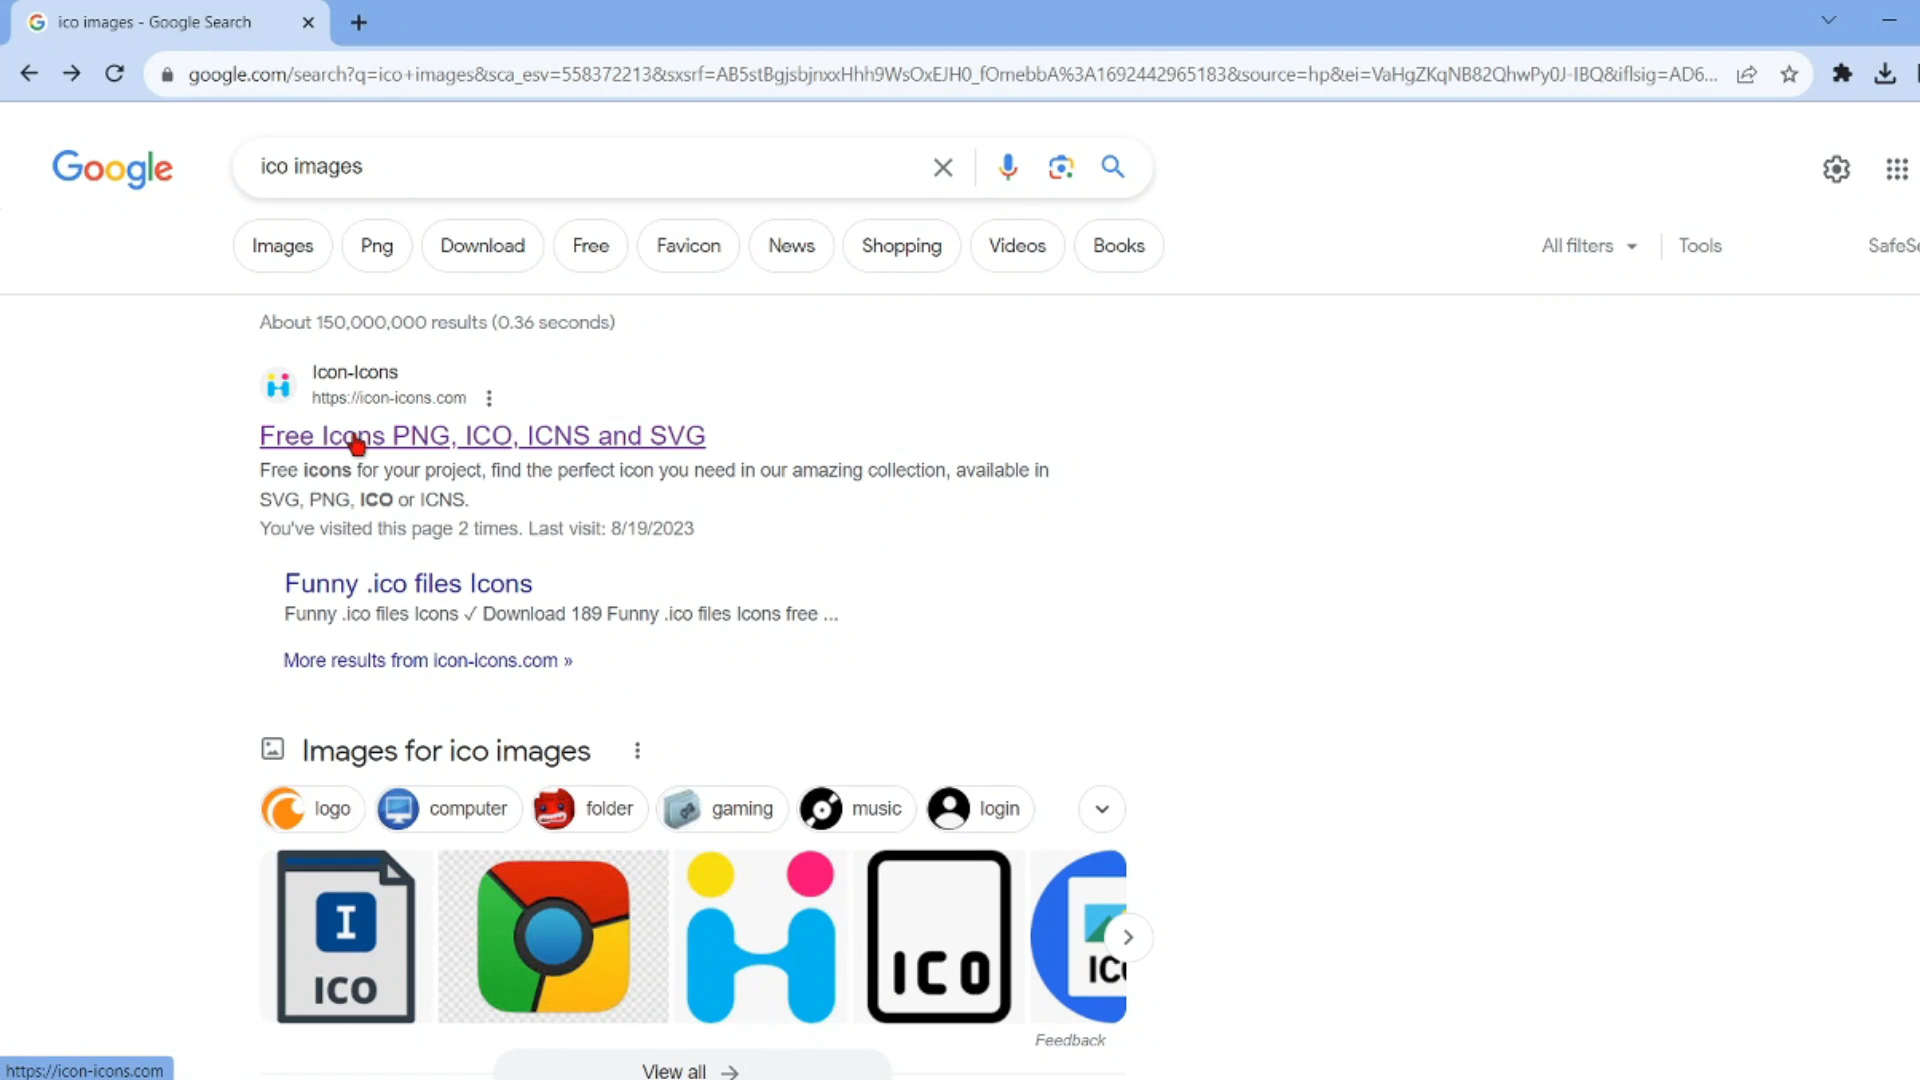 ico images - Google Search
google.com/search?q=ico+images&sca_esv=558372213&sxsrf=AB5stBgjsbjnxxHhh9WsOxEJH0_fOmebbA%3A1692442965183&source=hp&ei=VaHgZKqNB82QhwPy0J-IBQ&iflsig=AD6...
Google
ico images
Images
Png
Download
Free
Favicon
News
Shopping
Videos
Books
All filters
Tools
SafeSe
About 150,000,000 results (0.36 seconds)
Icon-Icons
https://icon-icons.com
Free Icons PNG, ICO, ICNS and SVG
Free icons for your project, find the perfect icon you need in our amazing collection, available in
SVG, PNG, ICO or ICNS.
You've visited this page 2 times. Last visit: 8/19/2023
Funny .ico files Icons
Funny .ico files Icons ✓ Download 189 Funny .ico files Icons free ...
More results from icon-icons.com »
Images for ico images
logo
computer
folder
gaming
music
login
I
ICO
ICO
ICO
Feedback
View all
https://icon-icons.com